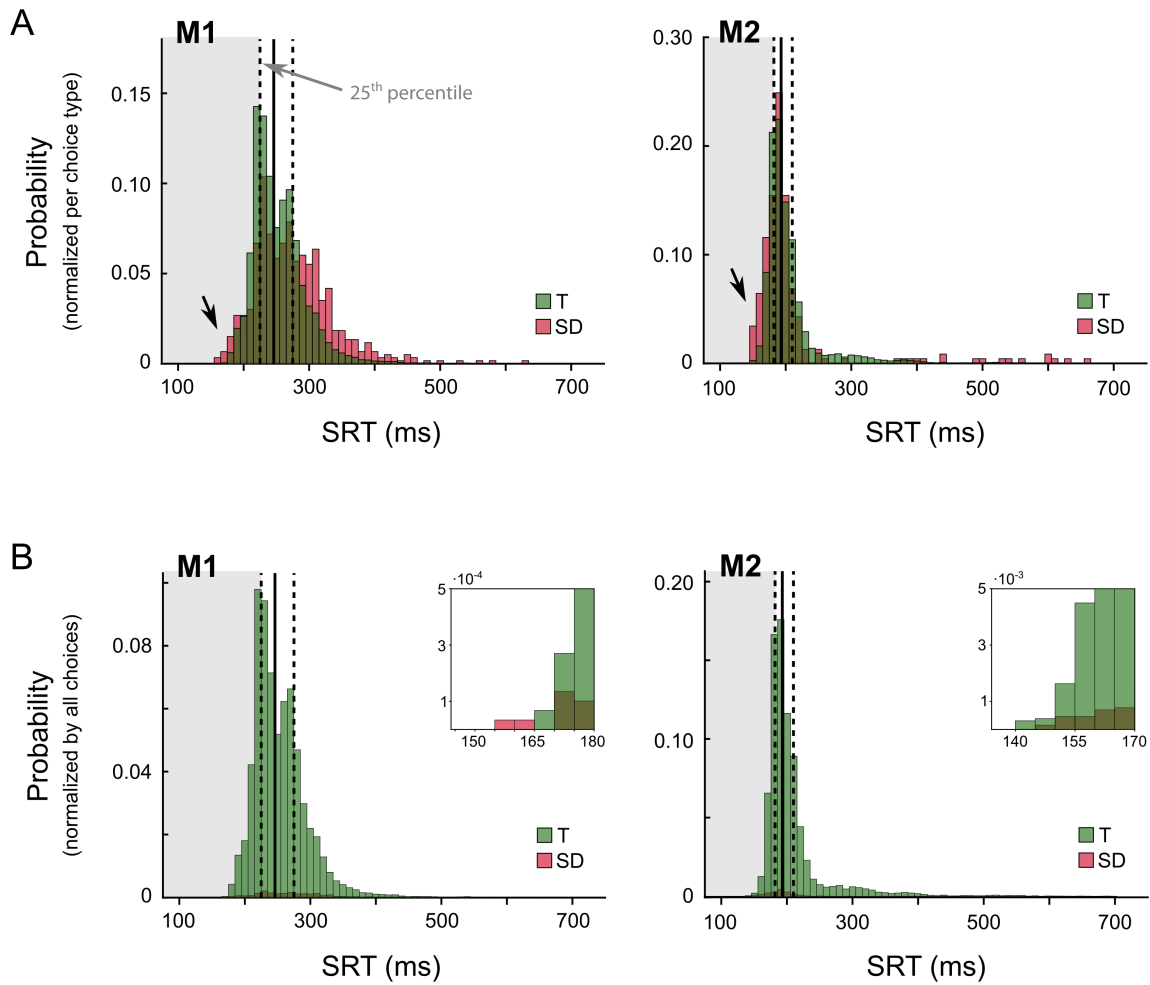 A
M1
M2
Probability
(normalized per choice type)
0.15
0.10
0.05
0
25th percentile
T
SD
100
300
500
700
SRT (ms)
0.30
0.20
0.10
0
T
SD
100
300
500
700
SRT (ms)
B
M1
M2
Probability
(normalized by all choices)
0.08
0.04
0
·10-4
5
3
1
150
165
180
T
SD
100
300
500
700
SRT (ms)
0.20
0.10
0
·10-3
5
3
1
140
155
170
T
SD
100
300
500
700
SRT (ms)